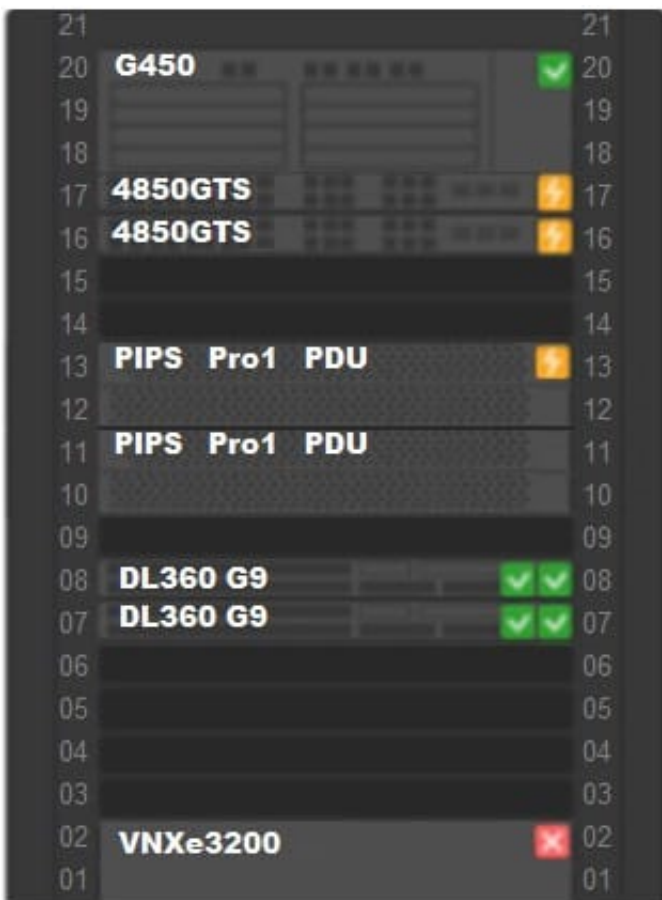 21 21
20 G450 20
19 19
18 18
17 4850GTS 17
16 4850GTS 16
15 15
14 14
13 PIPS Pro1 PDU 13
12 12
11 PIPS Pro1 PDU 11
10 10
09 09
08 DL360 G9 08
07 DL360 G9 07
06 06
05 05
04 04
03 03
02 VNXe3200 02
01 01